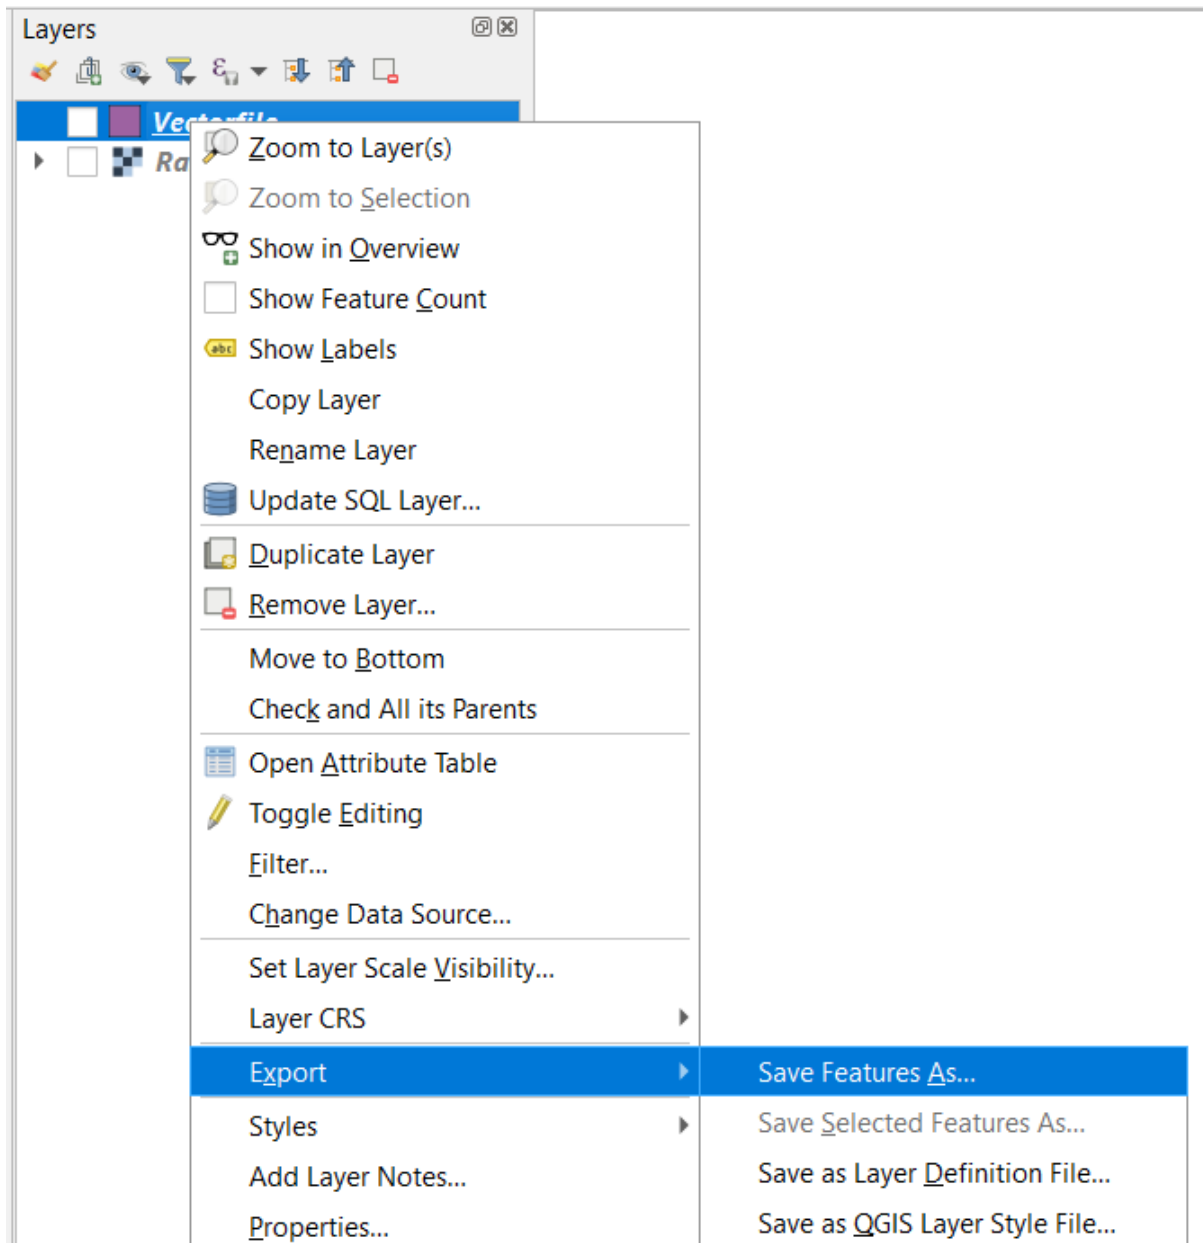 Layers
Vectorfile
Ra
Zoom to Layer(s)
Zoom to Selection
Show in Overview
Show Feature Count
abc Show Labels
Copy Layer
Rename Layer
Update SQL Layer...
Duplicate Layer
Remove Layer...
Move to Bottom
Check and All its Parents
Open Attribute Table
Toggle Editing
Filter...
Change Data Source...
Set Layer Scale Visibility...
Layer CRS
Export
Save Features As...
Styles
Save Selected Features As...
Add Layer Notes...
Save as Layer Definition File...
Properties...
Save as QGIS Layer Style File...